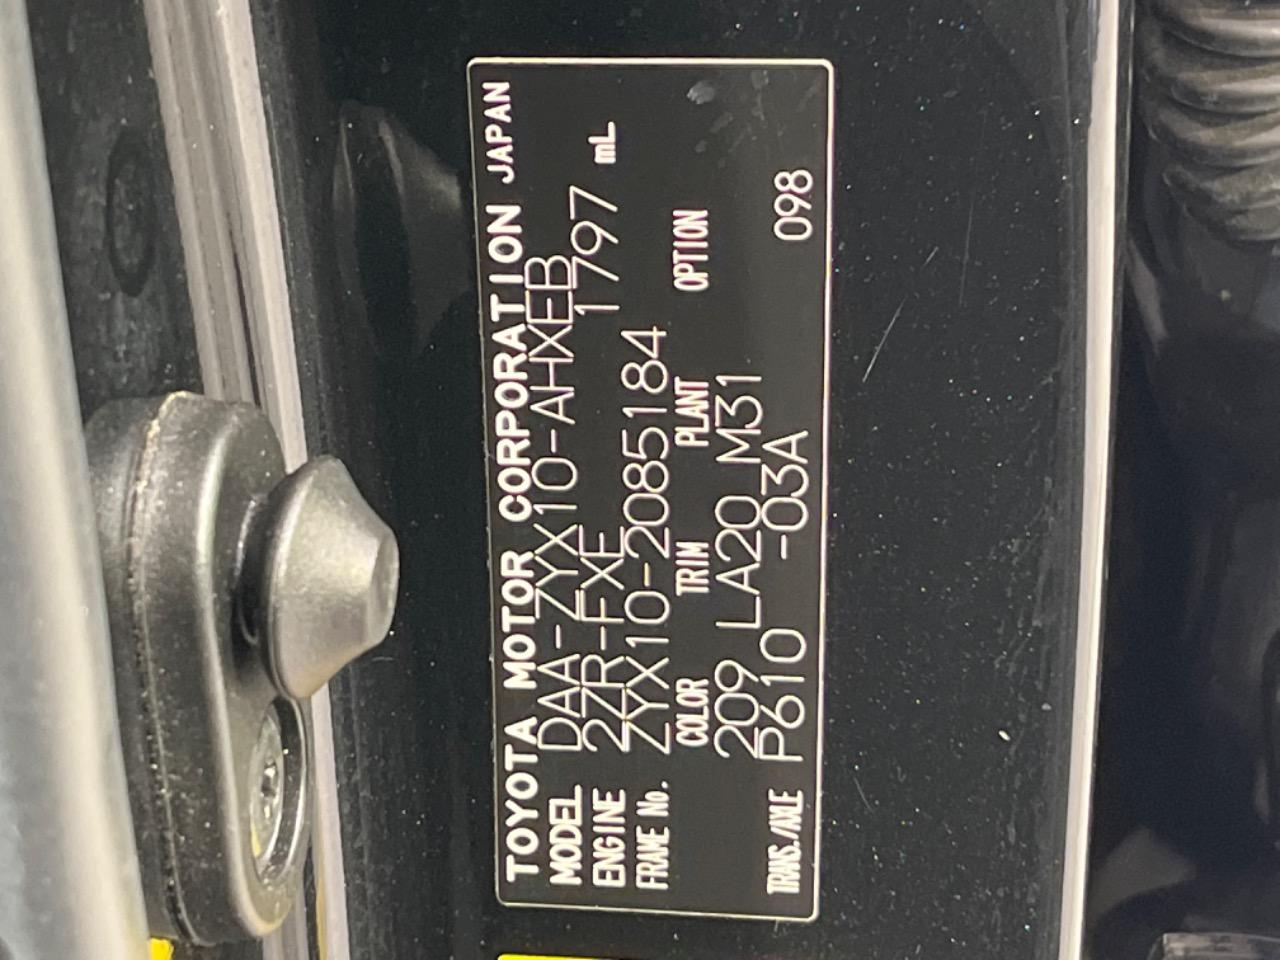 TOYOTA MOTOR CORPORATION JAPAN
MODEL DAA-ZYX10-AHXEB
ENGINE 2ZR-FXE 1797 mL
FRAME No. ZYX10-2085184
COLOR TRIM PLANT OPTION
209 LA20 M31
TRANS./AXLE P610 -03A 098